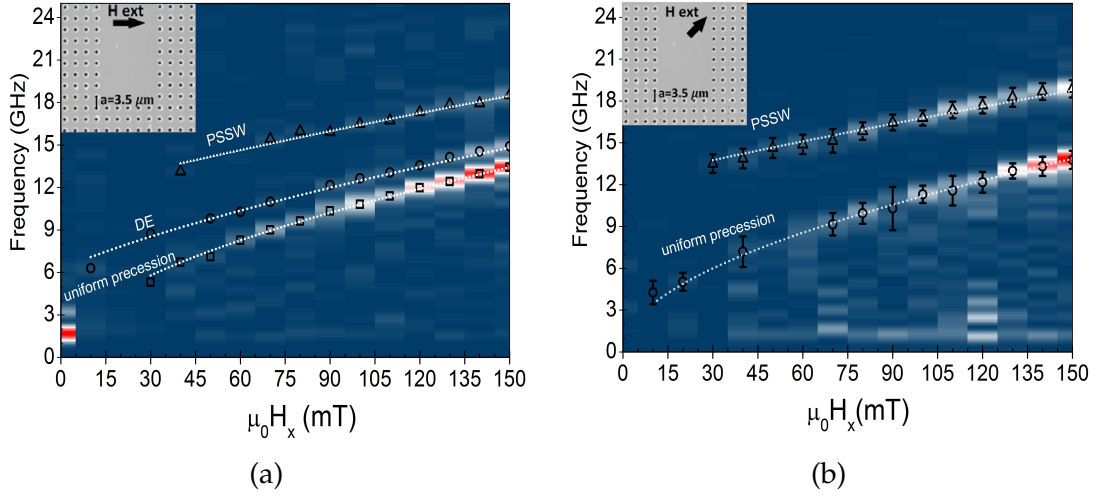 H ext
a=3.5 μm
PSSW
DE
uniform precession
Frequency (GHz)
24
21
18
15
12
9
6
3
0
0 15 30 45 60 75 90 105 120 135 150
μ0Hx (mT)
(a)
H ext
a=3.5 μm
PSSW
uniform precession
Frequency (GHz)
24
21
18
15
12
9
6
3
0
0 15 30 45 60 75 90 105 120 135 150
μ0Hx(mT)
(b)